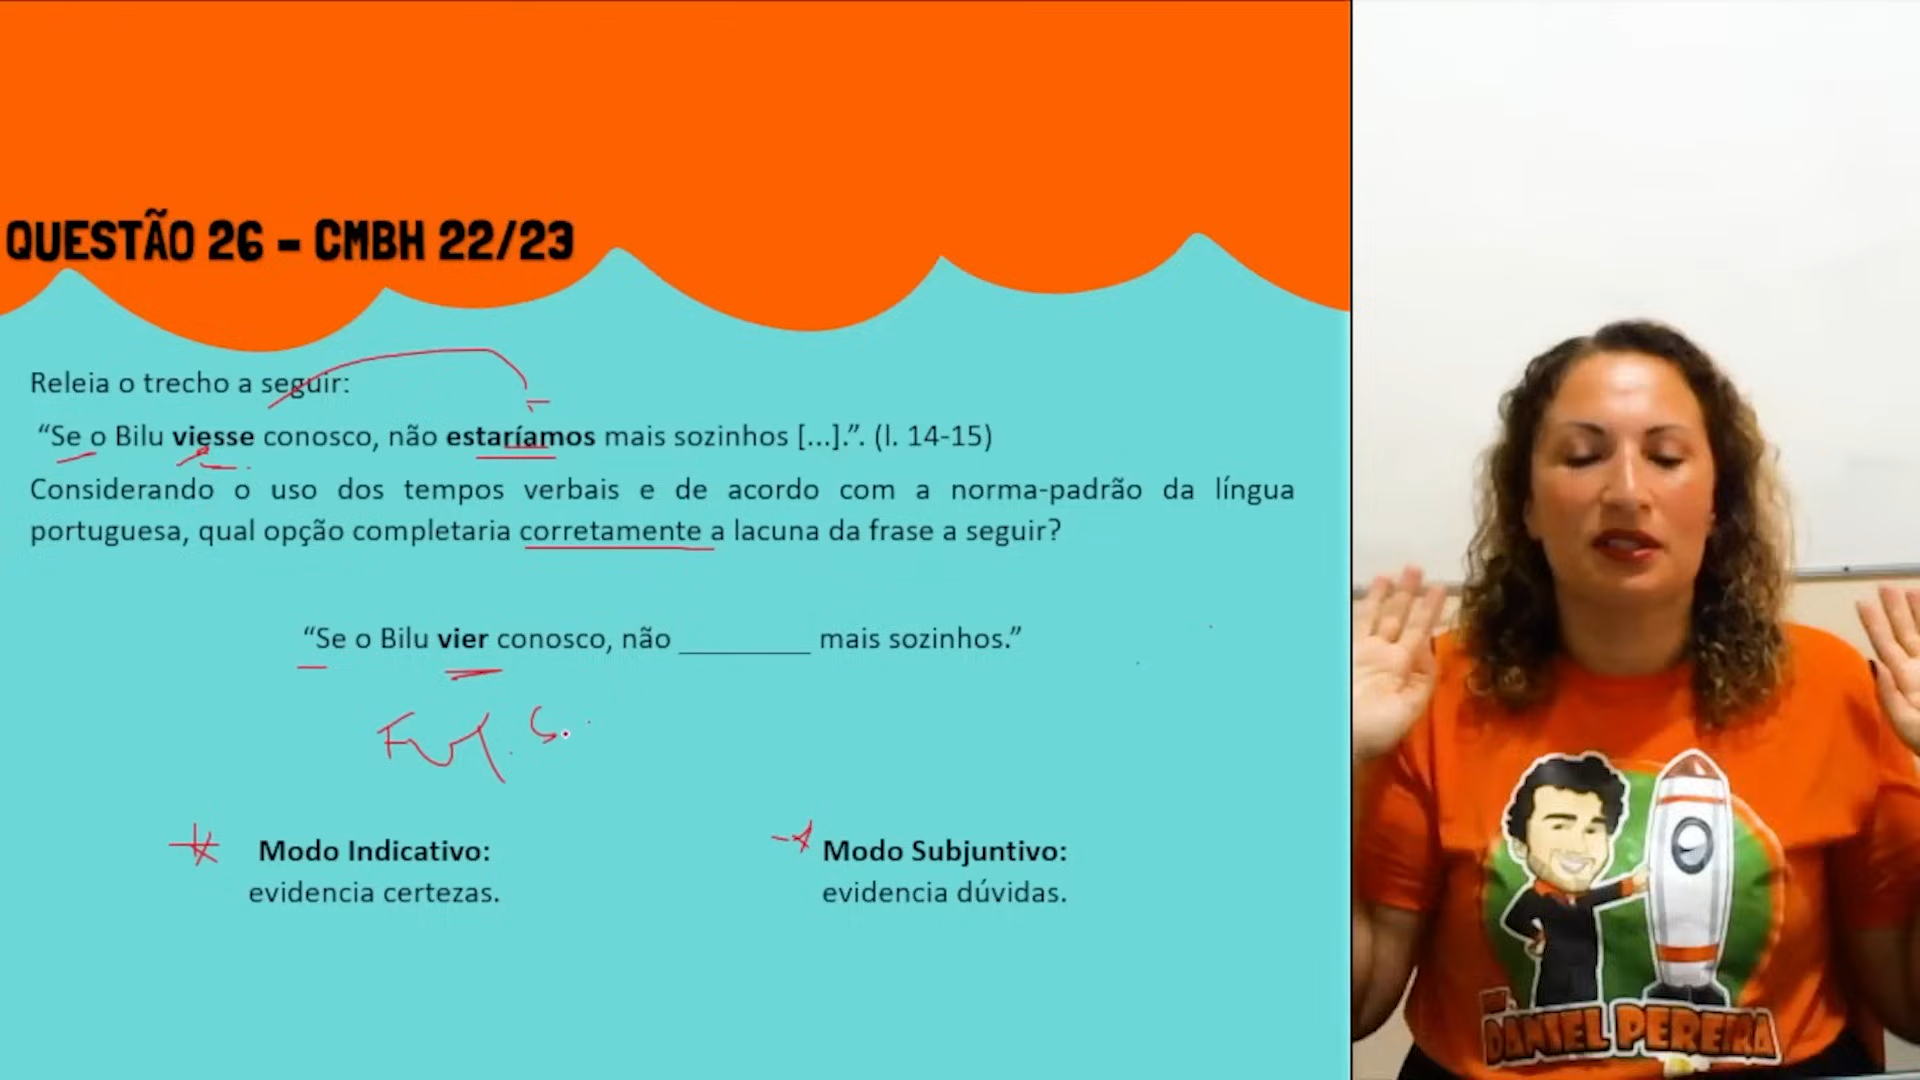 QUESTÃO 26 - CMBH 22/23
Releia o trecho a seguir:
“Se o Bilu viesse conosco, não estaríamos mais sozinhos [...].”. (l. 14-15)
Considerando o uso dos tempos verbais e de acordo com a norma-padrão da língua
portuguesa, qual opção completaria corretamente a lacuna da frase a seguir?
“Se o Bilu vier conosco, não ________ mais sozinhos.”
Fut. S.
Modo Indicativo:
evidencia certezas.
Modo Subjuntivo:
evidencia dúvidas.
DANIEL PEREIRA